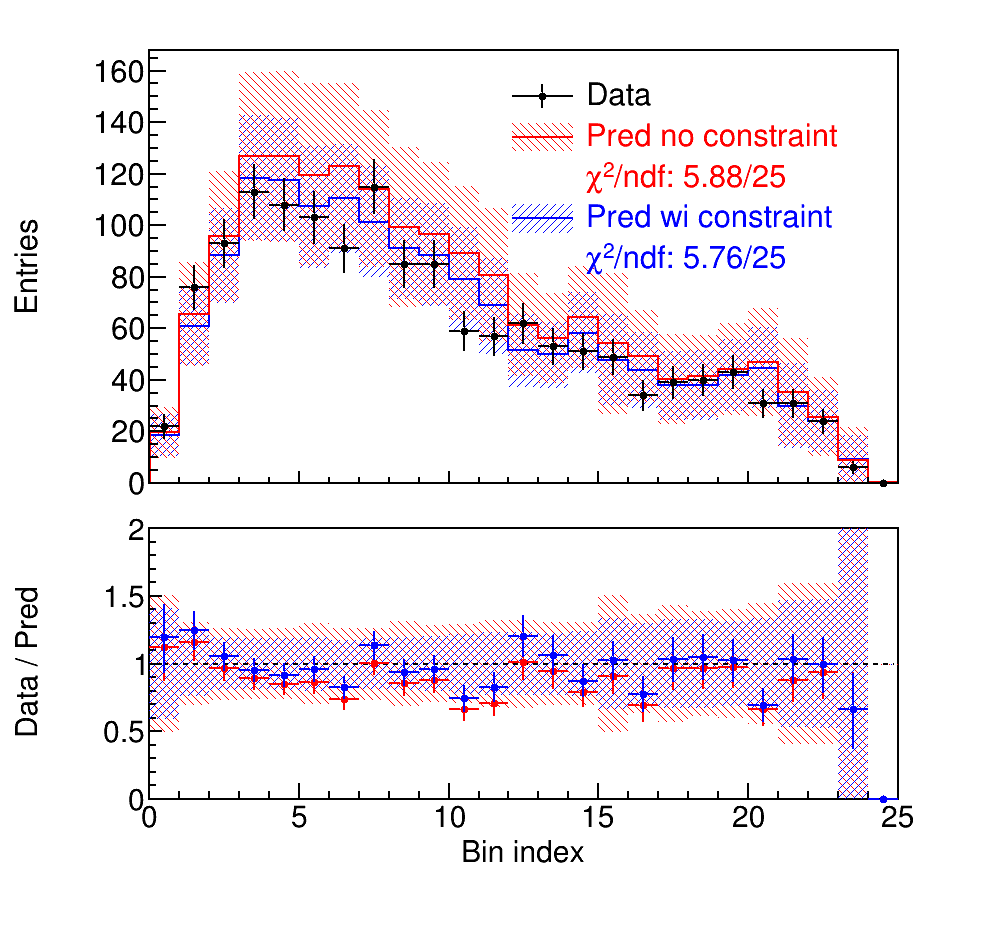 Entries
160
140
120
100
80
60
40
20
0
Data
Pred no constraint
χ²/ndf: 5.88/25
Pred wi constraint
χ²/ndf: 5.76/25
Data / Pred
2
1.5
1
0.5
0
0 5 10 15 20 25
Bin index